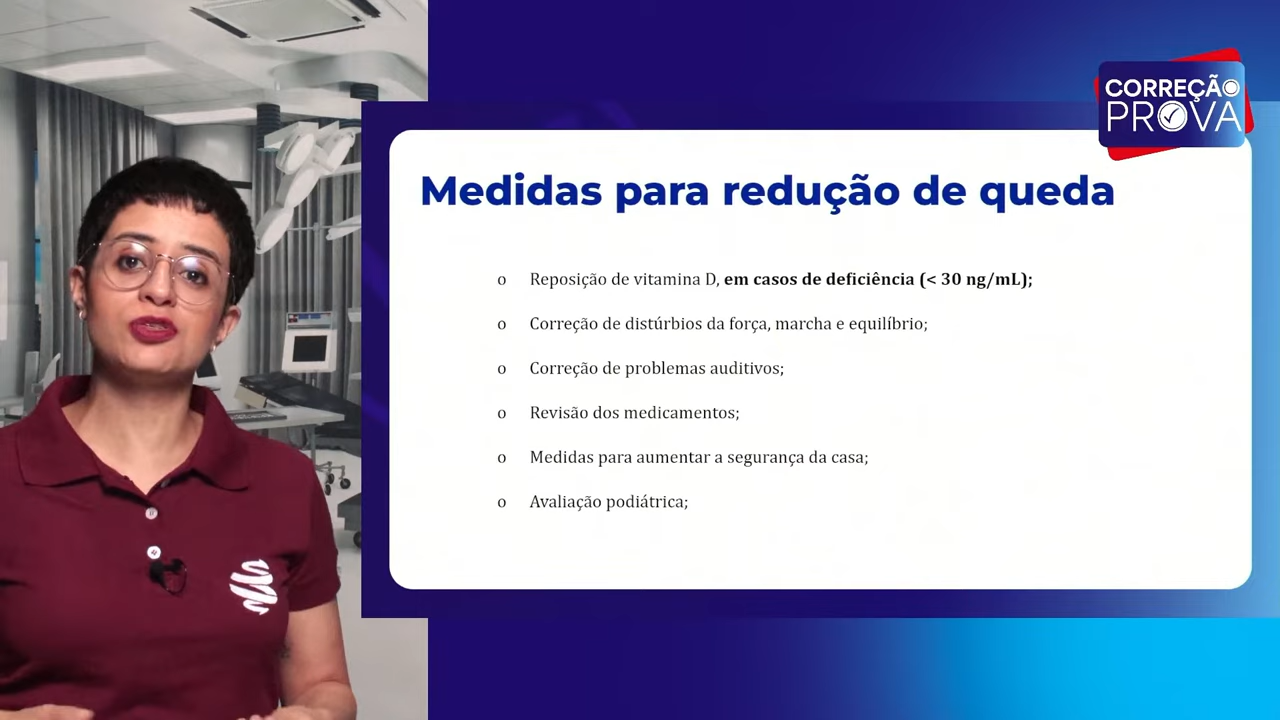 CORREÇÃO
PROVA
Medidas para redução de queda
o Reposição de vitamina D, em casos de deficiência (< 30 ng/mL);
o Correção de distúrbios da força, marcha e equilíbrio;
o Correção de problemas auditivos;
o Revisão dos medicamentos;
o Medidas para aumentar a segurança da casa;
o Avaliação podiátrica;